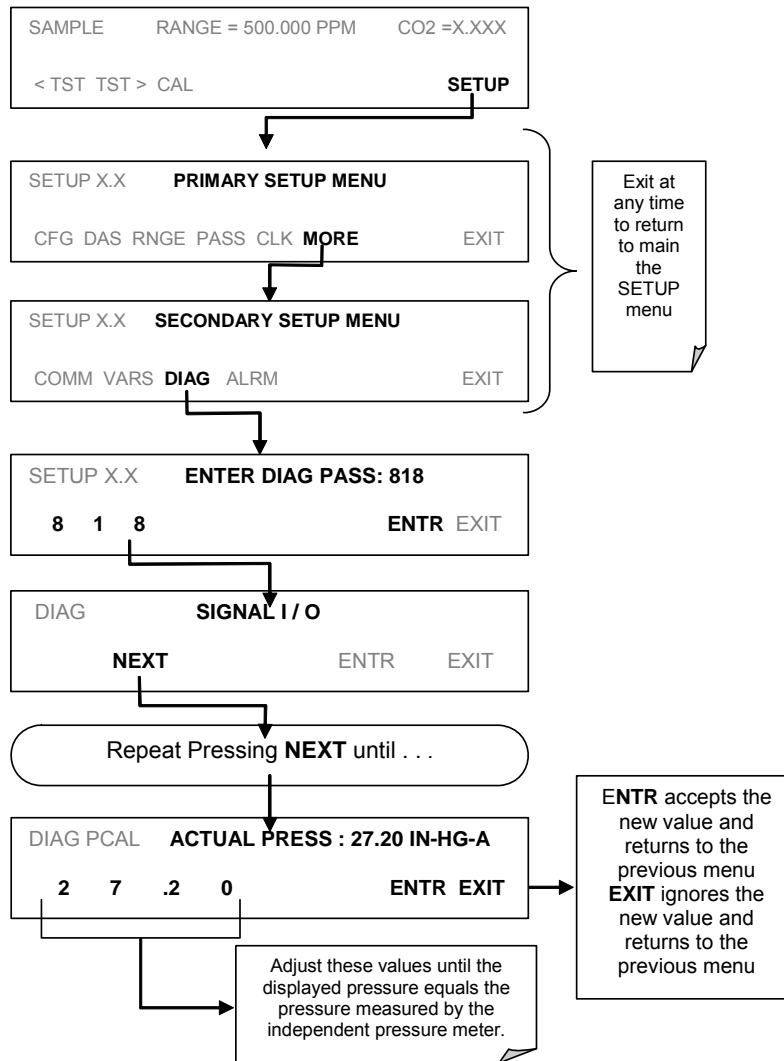 SAMPLE RANGE = 500.000 PPM CO2 =X.XXX
< TST TST > CAL SETUP
SETUP X.X PRIMARY SETUP MENU
CFG DAS RNGE PASS CLK MORE EXIT
Exit at
any time
to return
to main
the
SETUP
menu
SETUP X.X SECONDARY SETUP MENU
COMM VARS DIAG ALRM EXIT
SETUP X.X ENTER DIAG PASS: 818
8 1 8 ENTR EXIT
DIAG SIGNAL I / O
NEXT ENTR EXIT
Repeat Pressing NEXT until . . .
DIAG PCAL ACTUAL PRESS : 27.20 IN-HG-A
2 7 .2 0 ENTR EXIT
ENTR accepts the
new value and
returns to the
previous menu
EXIT ignores the
new value and
returns to the
previous menu
Adjust these values until the
displayed pressure equals the
pressure measured by the
independent pressure meter.